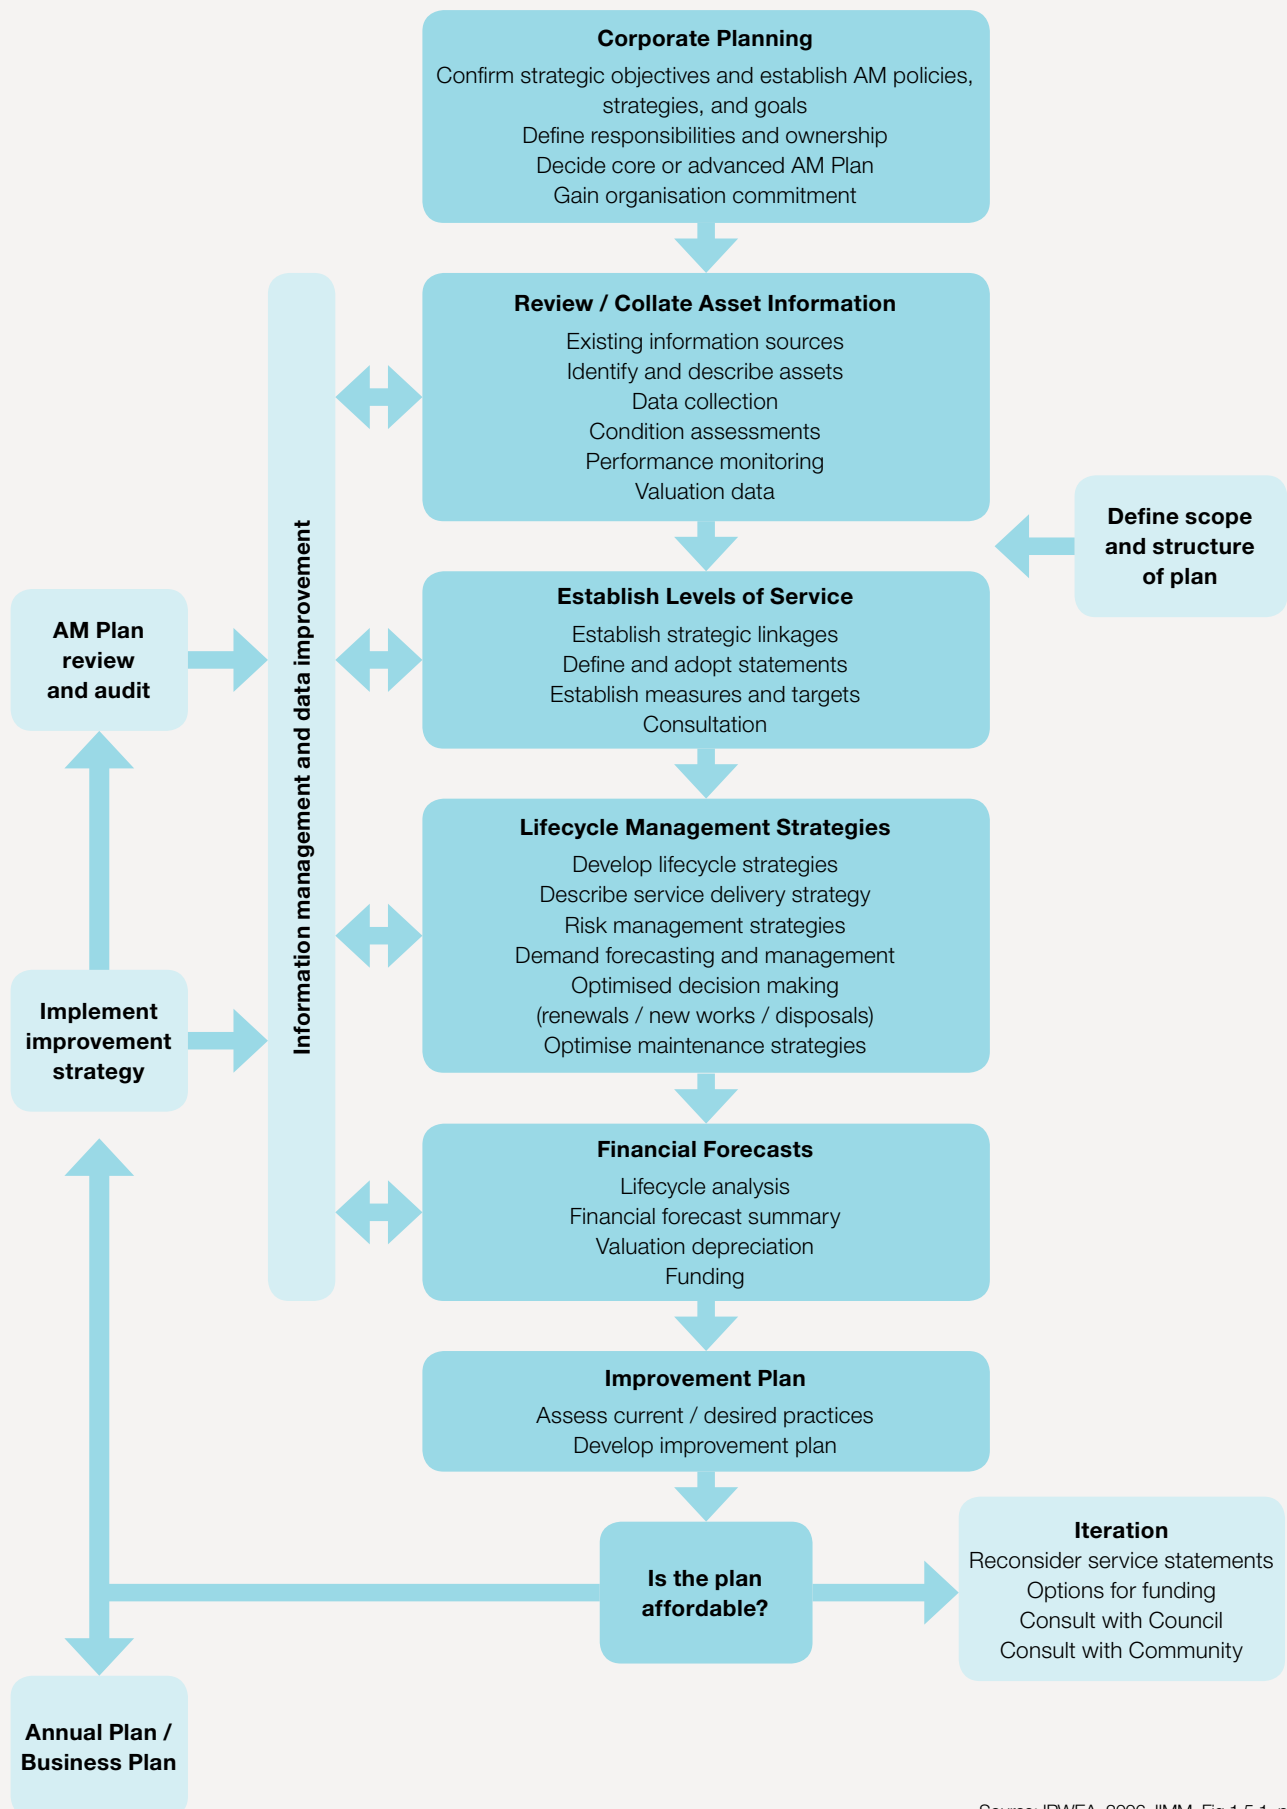 Corporate Planning
Confirm strategic objectives and establish AM policies,
strategies, and goals
Define responsibilities and ownership
Decide core or advanced AM Plan
Gain organisation commitment
Review / Collate Asset Information
Existing information sources
Identify and describe assets
Data collection
Condition assessments
Performance monitoring
Valuation data
Define scope
and structure
of plan
Information management and data improvement
Establish Levels of Service
Establish strategic linkages
Define and adopt statements
Establish measures and targets
Consultation
AM Plan
review
and audit
Lifecycle Management Strategies
Develop lifecycle strategies
Describe service delivery strategy
Risk management strategies
Demand forecasting and management
Optimised decision making
(renewals / new works / disposals)
Optimise maintenance strategies
Implement
improvement
strategy
Financial Forecasts
Lifecycle analysis
Financial forecast summary
Valuation depreciation
Funding
Improvement Plan
Assess current / desired practices
Develop improvement plan
Is the plan
affordable?
Iteration
Reconsider service statements
Options for funding
Consult with Council
Consult with Community
Annual Plan /
Business Plan